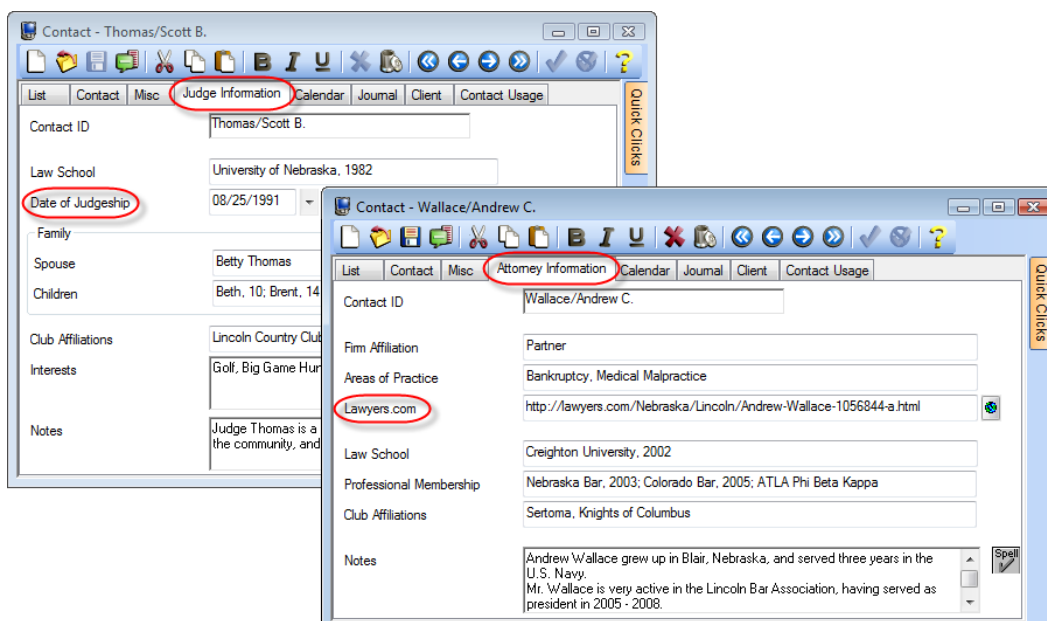 Contact - Thomas/Scott B.
B I U ?
List Contact Misc Judge Information Calendar Journal Client Contact Usage
Quick Clicks
Contact ID Thomas/Scott B.
Law School University of Nebraska, 1982
Date of Judgeship 08/25/1991
Family
Spouse Betty Thomas
Children Beth, 10; Brent, 14
Club Affiliations Lincoln Country Club
Interests Golf, Big Game Hun
Notes Judge Thomas is a
the community, and
Contact - Wallace/Andrew C.
B I U ?
List Contact Misc Attorney Information Calendar Journal Client Contact Usage
Quick Clicks
Contact ID Wallace/Andrew C.
Firm Affiliation Partner
Areas of Practice Bankruptcy, Medical Malpractice
Lawyers.com http://lawyers.com/Nebraska/Lincoln/Andrew-Wallace-1056844-a.html
Law School Creighton University, 2002
Professional Membership Nebraska Bar, 2003; Colorado Bar, 2005; ATLA Phi Beta Kappa
Club Affiliations Sertoma, Knights of Columbus
Notes Andrew Wallace grew up in Blair, Nebraska, and served three years in the
U.S. Navy.
Mr. Wallace is very active in the Lincoln Bar Association, having served as
president in 2005 - 2008.
Spell